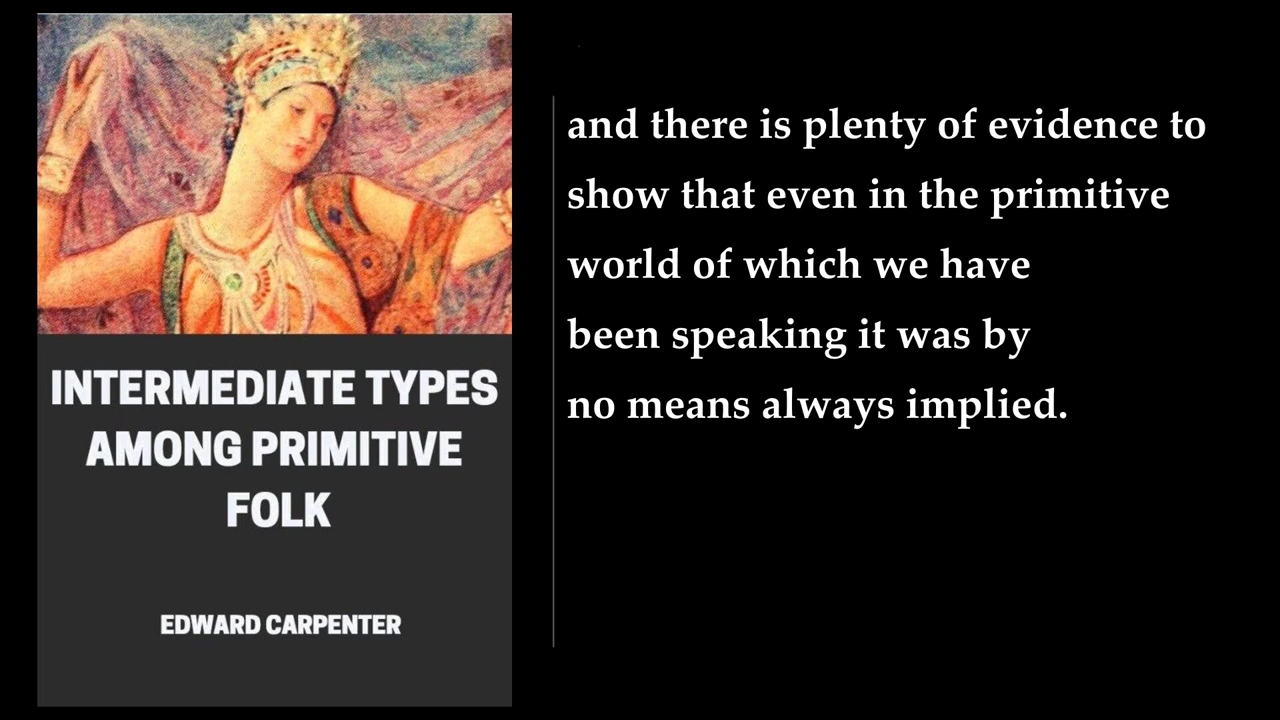 INTERMEDIATE TYPES
AMONG PRIMITIVE
FOLK
EDWARD CARPENTER
and there is plenty of evidence to
show that even in the primitive
world of which we have
been speaking it was by
no means always implied.